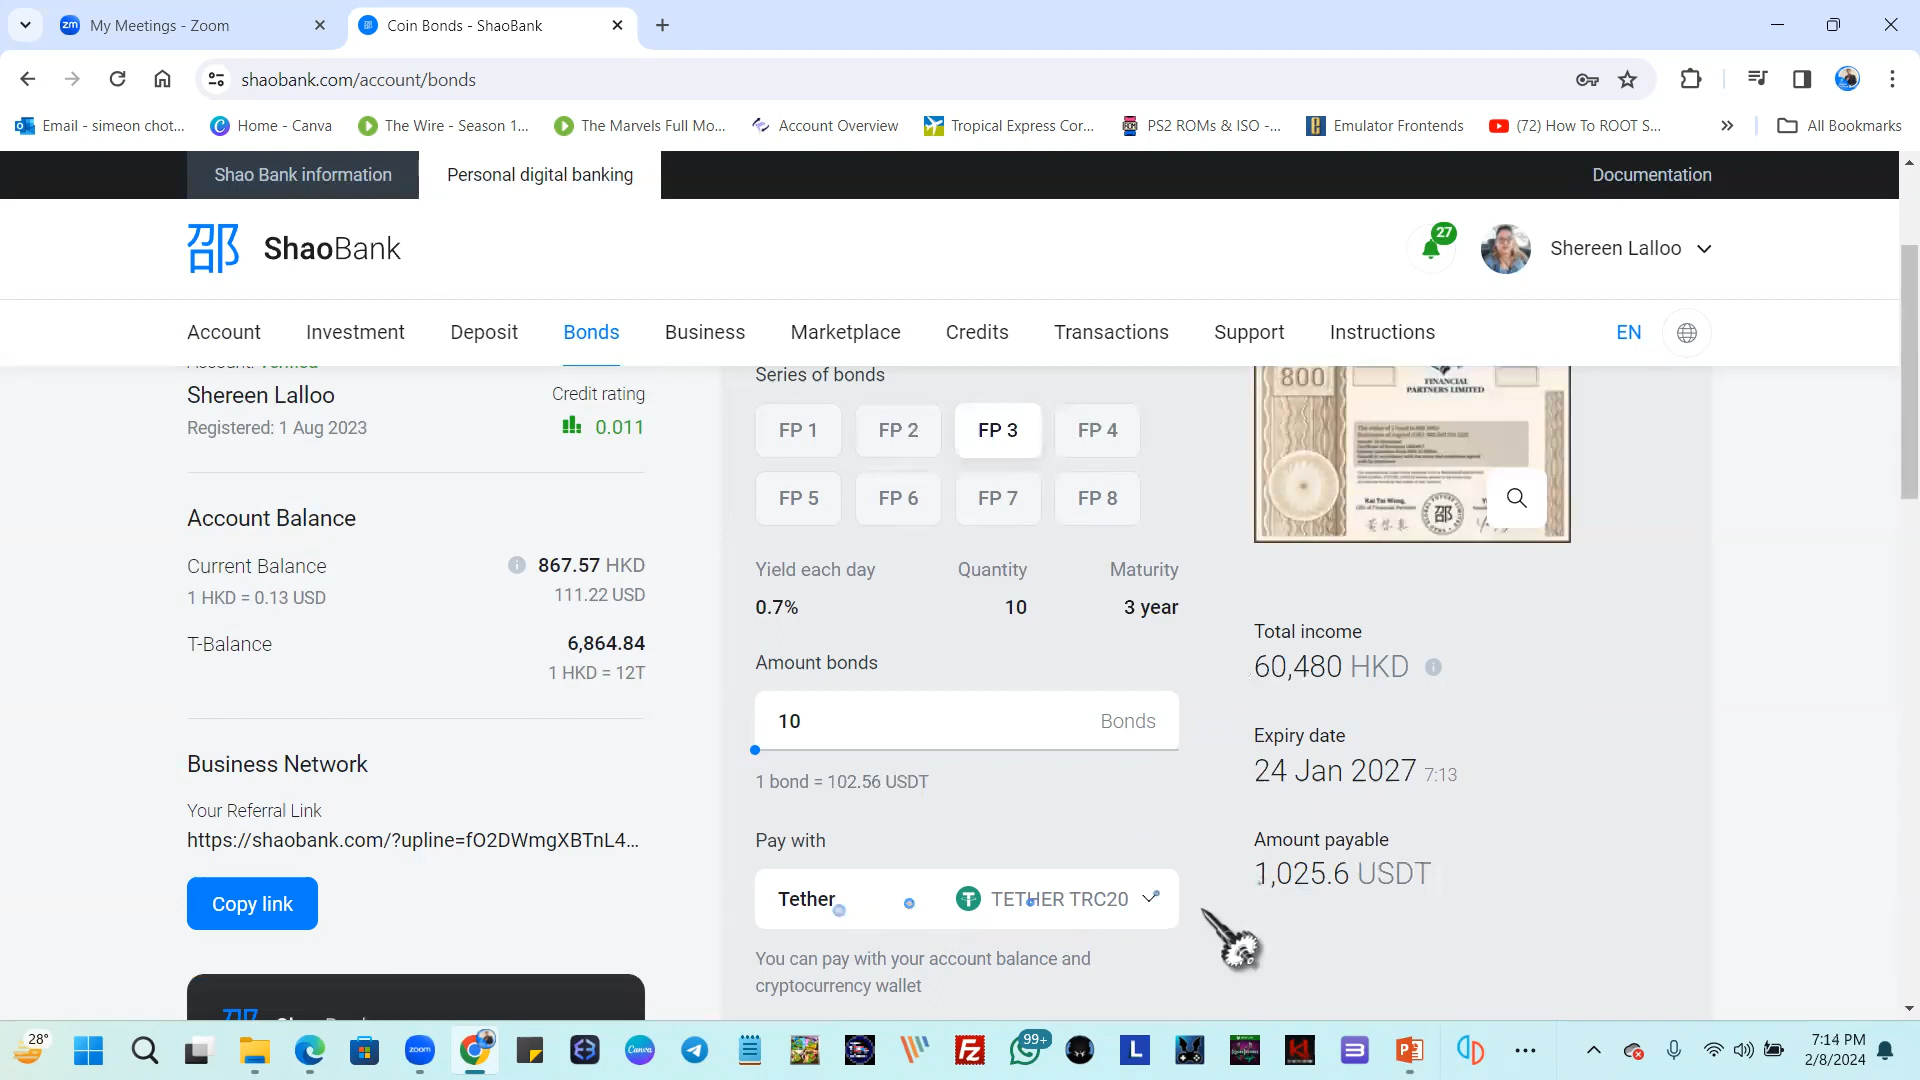 My Meetings - Zoom
Coin Bonds - ShaoBank
shaobank.com/account/bonds
Email - simeon chot...
Home - Canva
The Wire - Season 1...
The Marvels Full Mo...
Account Overview
Tropical Express Cor...
PS2 ROMs & ISO -...
Emulator Frontends
(72) How To ROOT S...
All Bookmarks
Shao Bank information
Personal digital banking
Documentation
邵 ShaoBank
27
Shereen Lalloo
Account
Investment
Deposit
Bonds
Business
Marketplace
Credits
Transactions
Support
Instructions
EN
Shereen Lalloo
Registered: 1 Aug 2023
Credit rating
0.011
Account Balance
Current Balance
867.57 HKD
1 HKD = 0.13 USD
111.22 USD
T-Balance
6,864.84
1 HKD = 12T
Business Network
Your Referral Link
https://shaobank.com/?upline=fO2DWmgXBTnL4...
Copy link
Series of bonds
FP 1
FP 2
FP 3
FP 4
FP 5
FP 6
FP 7
FP 8
Yield each day
Quantity
Maturity
0.7%
10
3 year
Amount bonds
10
Bonds
1 bond = 102.56 USDT
Pay with
Tether
TETHER TRC20
You can pay with your account balance and
cryptocurrency wallet
800
FINANCIAL
PARTNERS LIMITED
Kai Tai Wong,
邵
Total income
60,480 HKD
Expiry date
24 Jan 2027 7:13
Amount payable
1,025.6 USDT
28°
zoom
Canva
99+
7:14 PM
2/8/2024